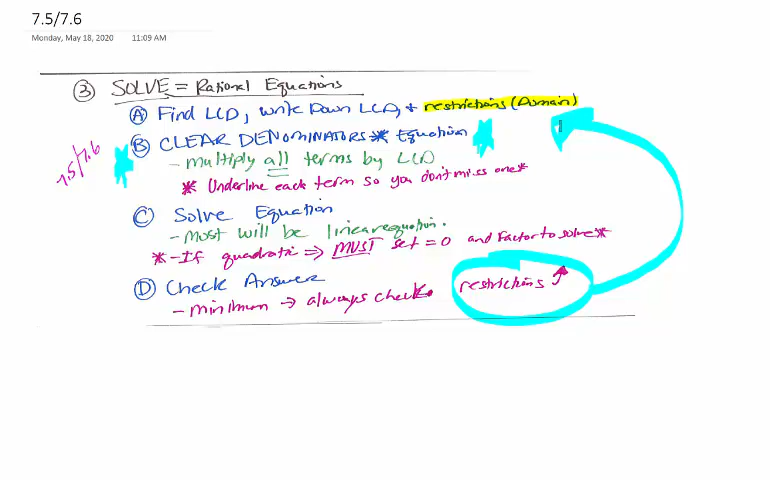 7.5/7.6
Monday, May 18, 2020 11:09 AM
③ SOLVE = Rational Equations
Ⓐ Find LCD, write Down LCD, + restrictions (Domain)
7.5/7.6
Ⓑ CLEAR DENOMINATORS * Equation
- multiply all terms by LCD
* Underline each term so you don't miss one *
Ⓒ Solve Equation
- Most will be linear equation.
* - If quadratic ⇒ MUST set = 0 and Factor to solve *
Ⓓ Check Answer
- minimum → always check restrictions